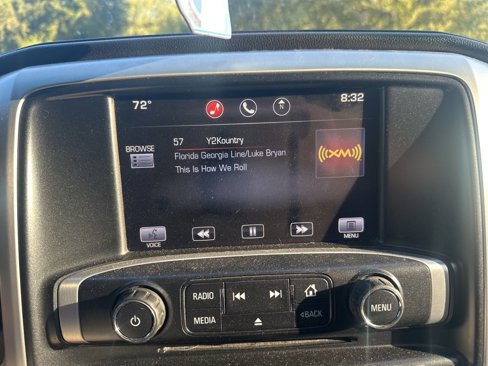 72°
N
8:32
57 Y2Kountry
BROWSE
Florida Georgia Line/Luke Bryan
This Is How We Roll
((XM))
VOICE
MENU
RADIO
MEDIA
BACK
MENU